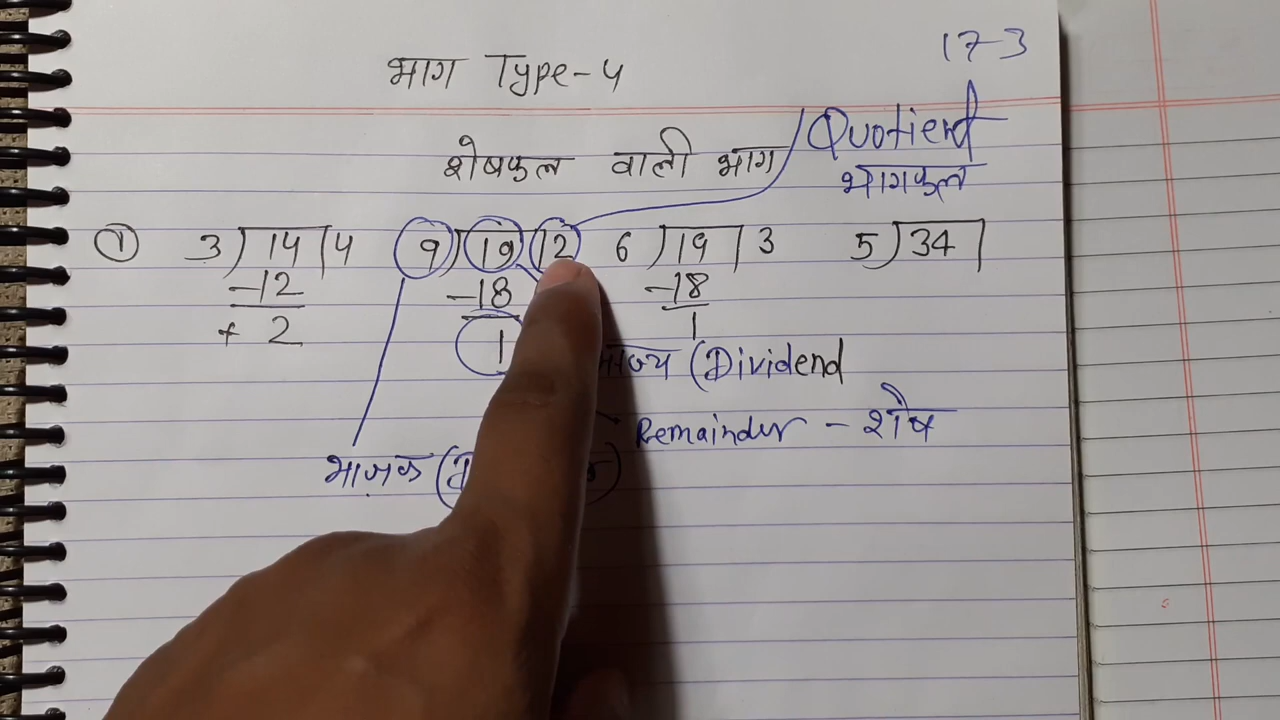 17-3
भाग Type-4
Quotient
शेषफल वाली भाग
भागफल
① 3)14(4 9)19(2 6)19(3 5)34(
-12 -18 -18
+ 2 1 1
(Dividend
Remainder - शेष
भाजक